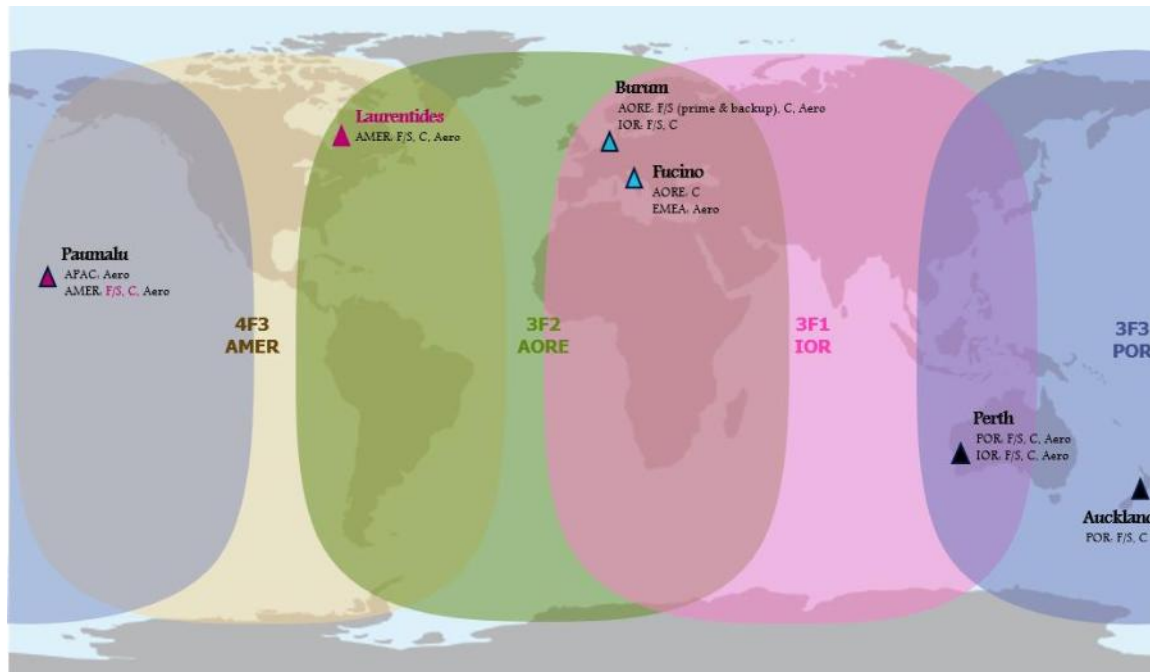 Burum
AORE: F/S (prime & backup), C, Aero
IOR: F/S, C
Laurentides
AMER: F/S, C, Aero
Fucino
AORE: C
EMEA: Aero
Paumalu
APAC: Aero
AMER: F/S, C, Aero
4F3
AMER
3F2
AORE
3F1
IOR
3F3
POR
Perth
POR: F/S, C, Aero
IOR: F/S, C, Aero
Auckland
POR: F/S, C